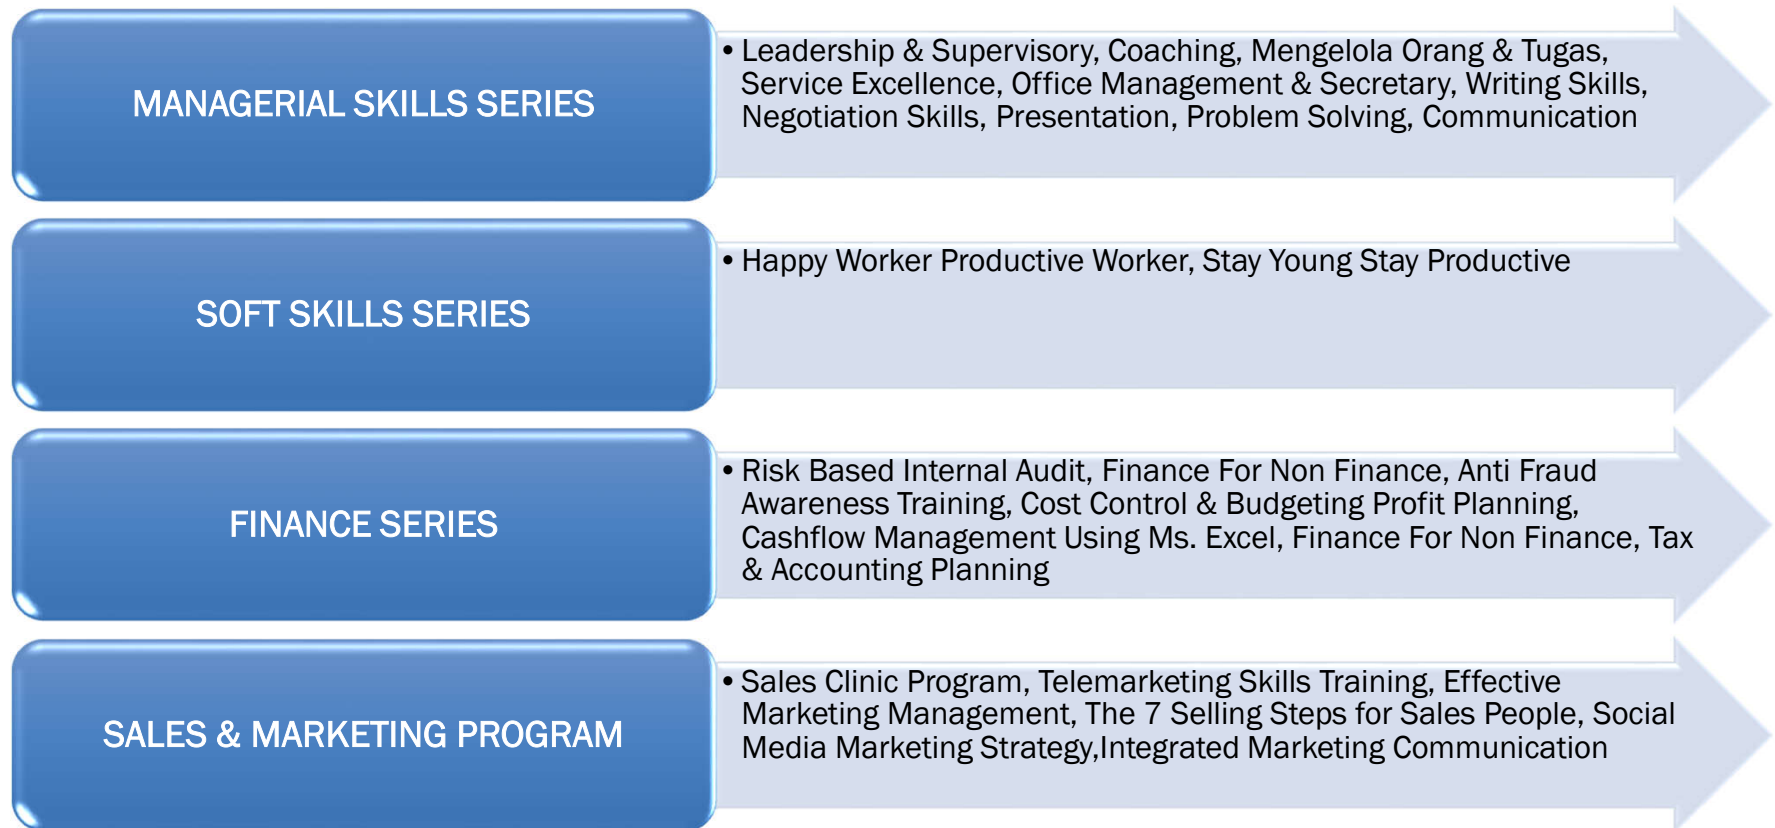 MANAGERIAL SKILLS SERIES
• Leadership & Supervisory, Coaching, Mengelola Orang & Tugas,
Service Excellence, Office Management & Secretary, Writing Skills,
Negotiation Skills, Presentation, Problem Solving, Communication
SOFT SKILLS SERIES
• Happy Worker Productive Worker, Stay Young Stay Productive
FINANCE SERIES
• Risk Based Internal Audit, Finance For Non Finance, Anti Fraud
Awareness Training, Cost Control & Budgeting Profit Planning,
Cashflow Management Using Ms. Excel, Finance For Non Finance, Tax
& Accounting Planning
SALES & MARKETING PROGRAM
• Sales Clinic Program, Telemarketing Skills Training, Effective
Marketing Management, The 7 Selling Steps for Sales People, Social
Media Marketing Strategy,Integrated Marketing Communication